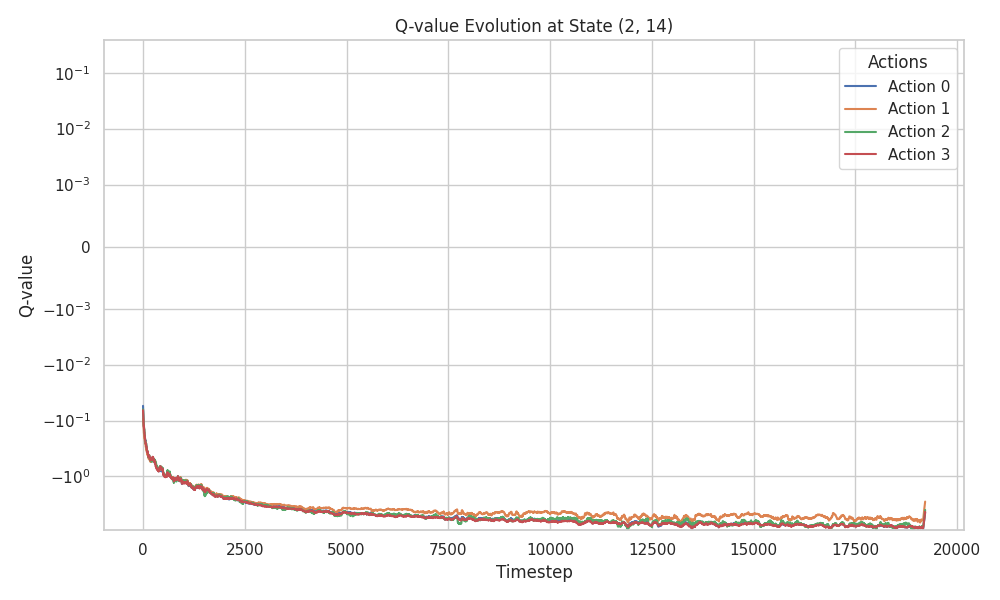 Q-value Evolution at State (2, 14)
Q-value
10⁻¹
10⁻²
10⁻³
0
−10⁻³
−10⁻²
−10⁻¹
−10⁰
Actions
Action 0
Action 1
Action 2
Action 3
0 2500 5000 7500 10000 12500 15000 17500 20000
Timestep